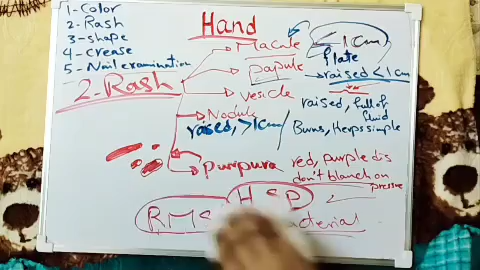 1-Color
2-Rash
3-shape
4-Crease
5-Nail examination
Hand
2-Rash
Macule ≤ 1cm
flate
papule → raised < 1cm
vesicle raised, full of
fluid
Nodule
raised, >1cm / Burns, Herps simple
purpura red, purple dis
don't blanch on
pressure
HSP
RMS